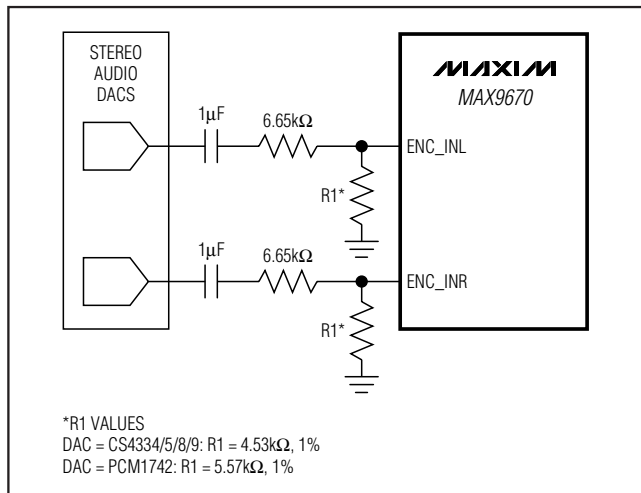 STEREO
AUDIO
DACS
MAXIM
MAX9670
1µF
6.65kΩ
ENC_INL
R1*
1µF
6.65kΩ
ENC_INR
R1*
*R1 VALUES
DAC = CS4334/5/8/9: R1 = 4.53kΩ, 1%
DAC = PCM1742: R1 = 5.57kΩ, 1%